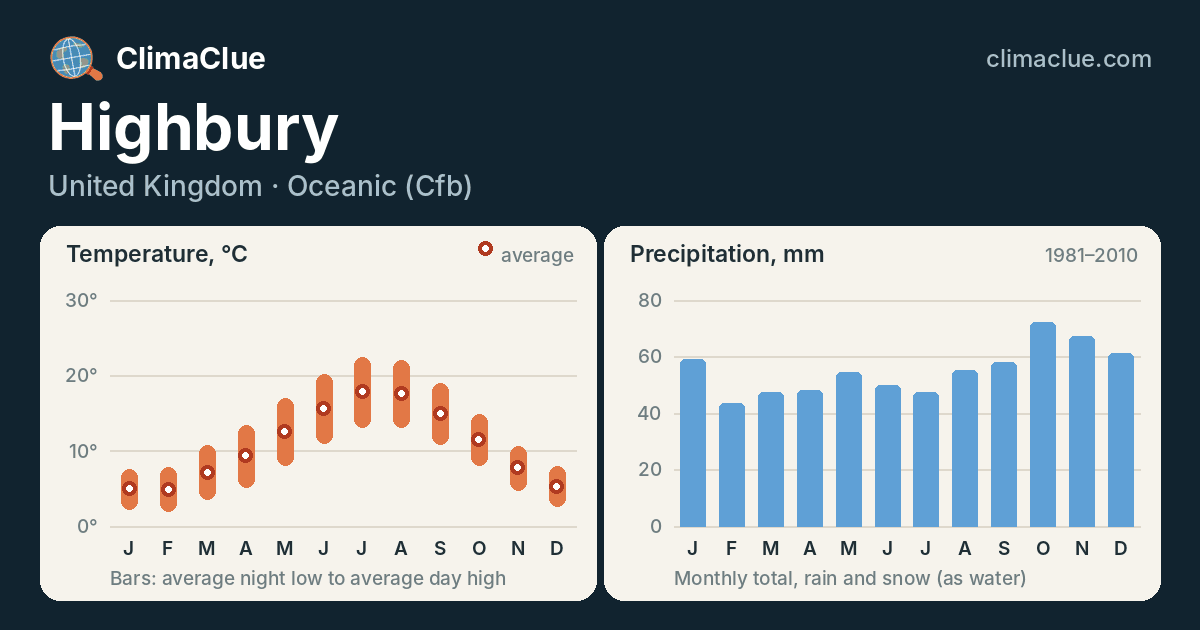 ClimaClue
climaclue.com
Highbury
United Kingdom · Oceanic (Cfb)
Temperature, °C
average
30°
20°
10°
0°
J F M A M J J A S O N D
Bars: average night low to average day high
Precipitation, mm
1981–2010
80
60
40
20
0
J F M A M J J A S O N D
Monthly total, rain and snow (as water)